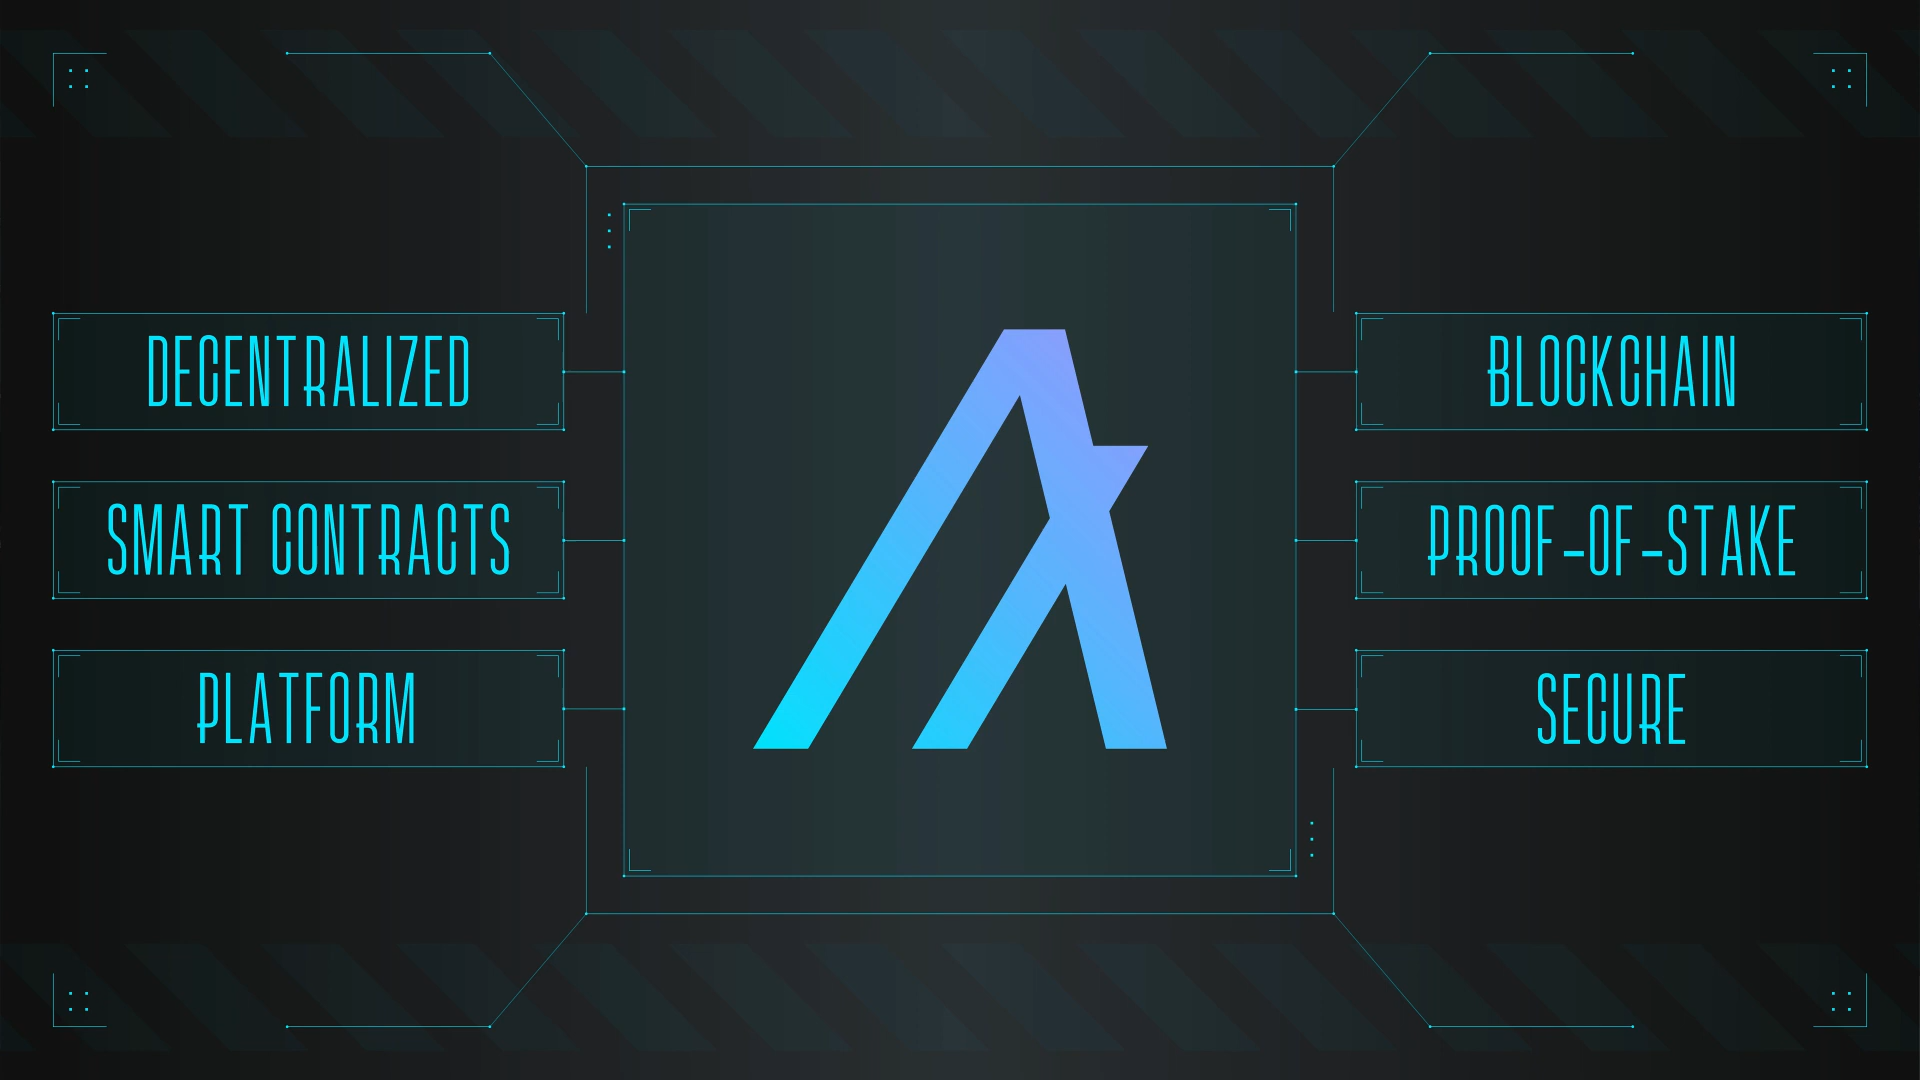 DECENTRALIZED
SMART CONTRACTS
PLATFORM
BLOCKCHAIN
PROOF-OF-STAKE
SECURE